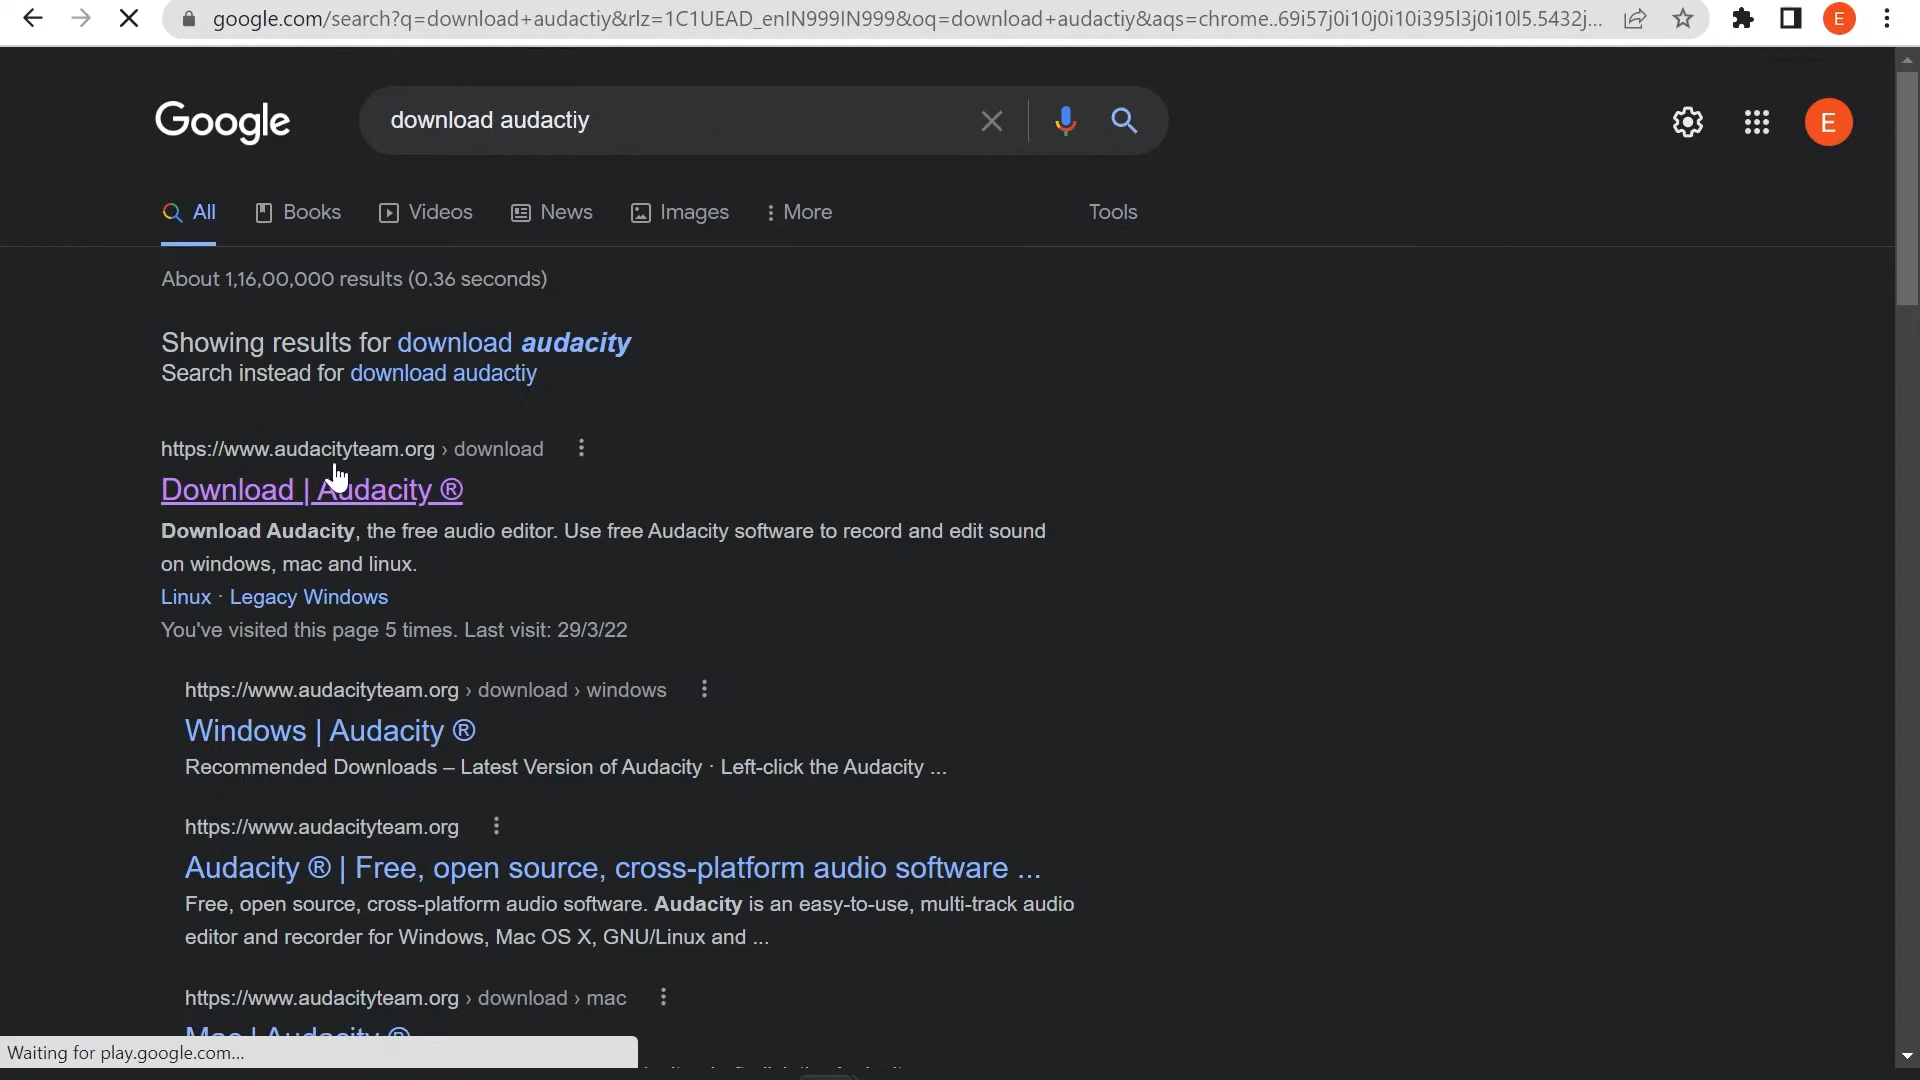 google.com/search?q=download+audactiy&rlz=1C1UEAD_enIN999IN999&oq=download+audactiy&aqs=chrome..69i57j0i10j0i10i395l3j0i10l5.5432j...
E
Google
download audactiy
E
All
Books
Videos
News
Images
More
Tools
About 1,16,00,000 results (0.36 seconds)
Showing results for download audacity
Search instead for download audactiy
https://www.audacityteam.org › download
Download | Audacity ®
Download Audacity, the free audio editor. Use free Audacity software to record and edit sound
on windows, mac and linux.
Linux · Legacy Windows
You've visited this page 5 times. Last visit: 29/3/22
https://www.audacityteam.org › download › windows
Windows | Audacity ®
Recommended Downloads – Latest Version of Audacity · Left-click the Audacity ...
https://www.audacityteam.org
Audacity ® | Free, open source, cross-platform audio software ...
Free, open source, cross-platform audio software. Audacity is an easy-to-use, multi-track audio
editor and recorder for Windows, Mac OS X, GNU/Linux and ...
https://www.audacityteam.org › download › mac
Mac | Audacity ®
Waiting for play.google.com...